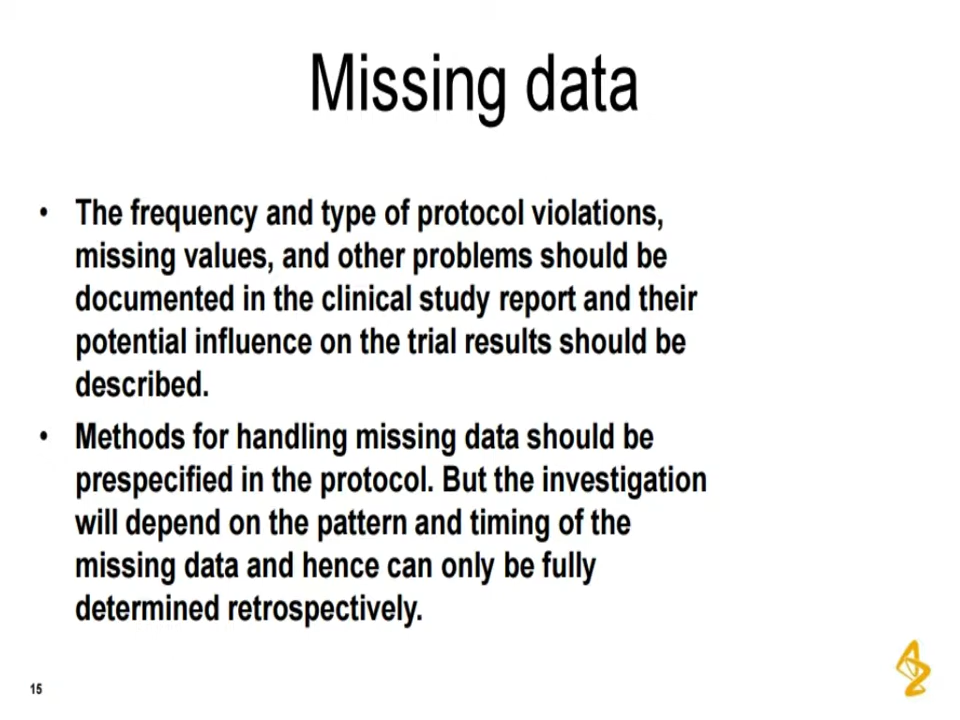 Missing data
• The frequency and type of protocol violations,
missing values, and other problems should be
documented in the clinical study report and their
potential influence on the trial results should be
described.
• Methods for handling missing data should be
prespecified in the protocol. But the investigation
will depend on the pattern and timing of the
missing data and hence can only be fully
determined retrospectively.
15